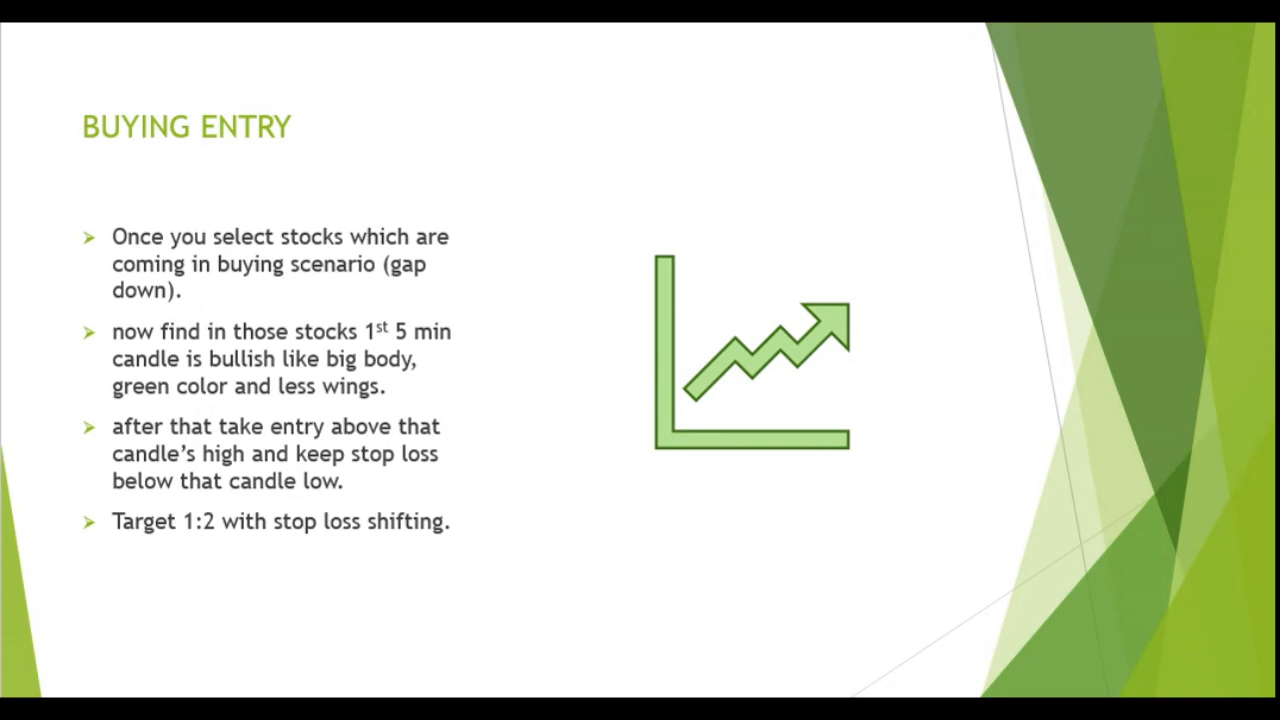 BUYING ENTRY
Once you select stocks which are
coming in buying scenario (gap
down).
now find in those stocks 1st 5 min
candle is bullish like big body,
green color and less wings.
after that take entry above that
candle’s high and keep stop loss
below that candle low.
Target 1:2 with stop loss shifting.